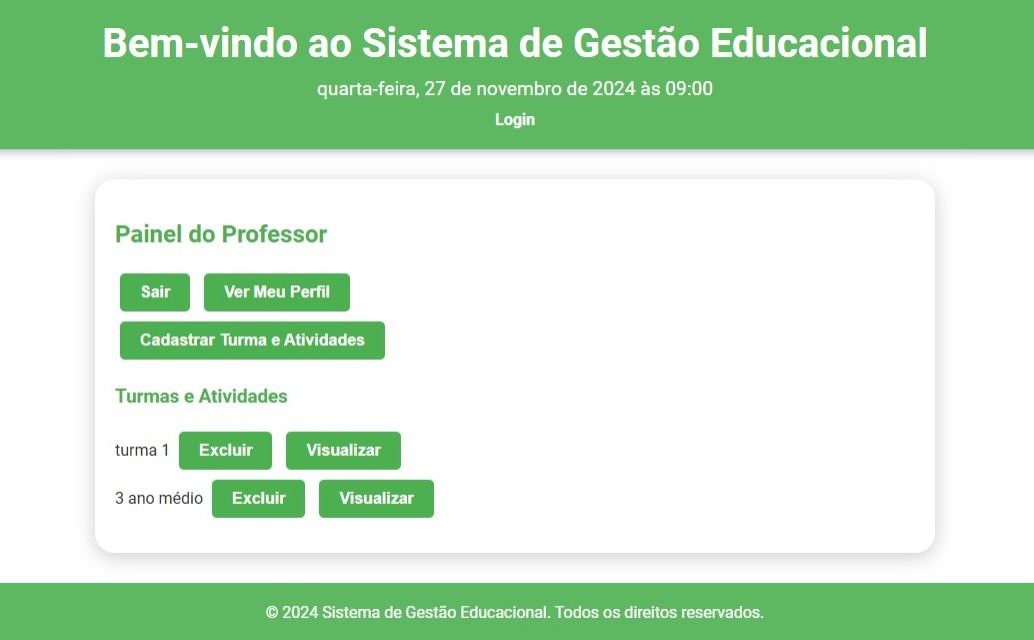 Bem-vindo ao Sistema de Gestão Educacional
quarta-feira, 27 de novembro de 2024 às 09:00
Login
Painel do Professor
Sair Ver Meu Perfil
Cadastrar Turma e Atividades
Turmas e Atividades
turma 1 Excluir Visualizar
3 ano médio Excluir Visualizar
© 2024 Sistema de Gestão Educacional. Todos os direitos reservados.